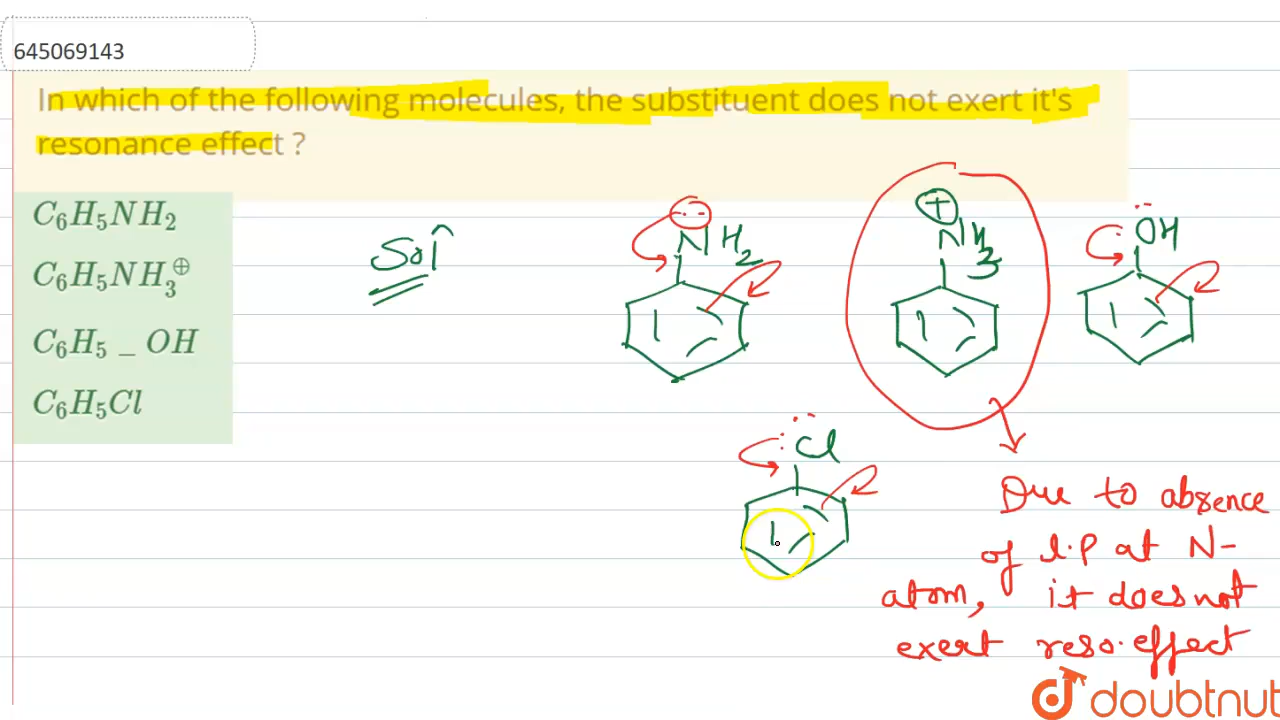 645069143
In which of the following molecules, the substituent does not exert it's
resonance effect ?
C₆H₅NH₂
C₆H₅NH₃⊕
C₆H₅ _ OH
C₆H₅Cl
Solⁿ
NH₂
+
NH₃
OH
Cl
Due to absence
of l.P at N-
atom, it does not
exert reso. effect
doubtnut